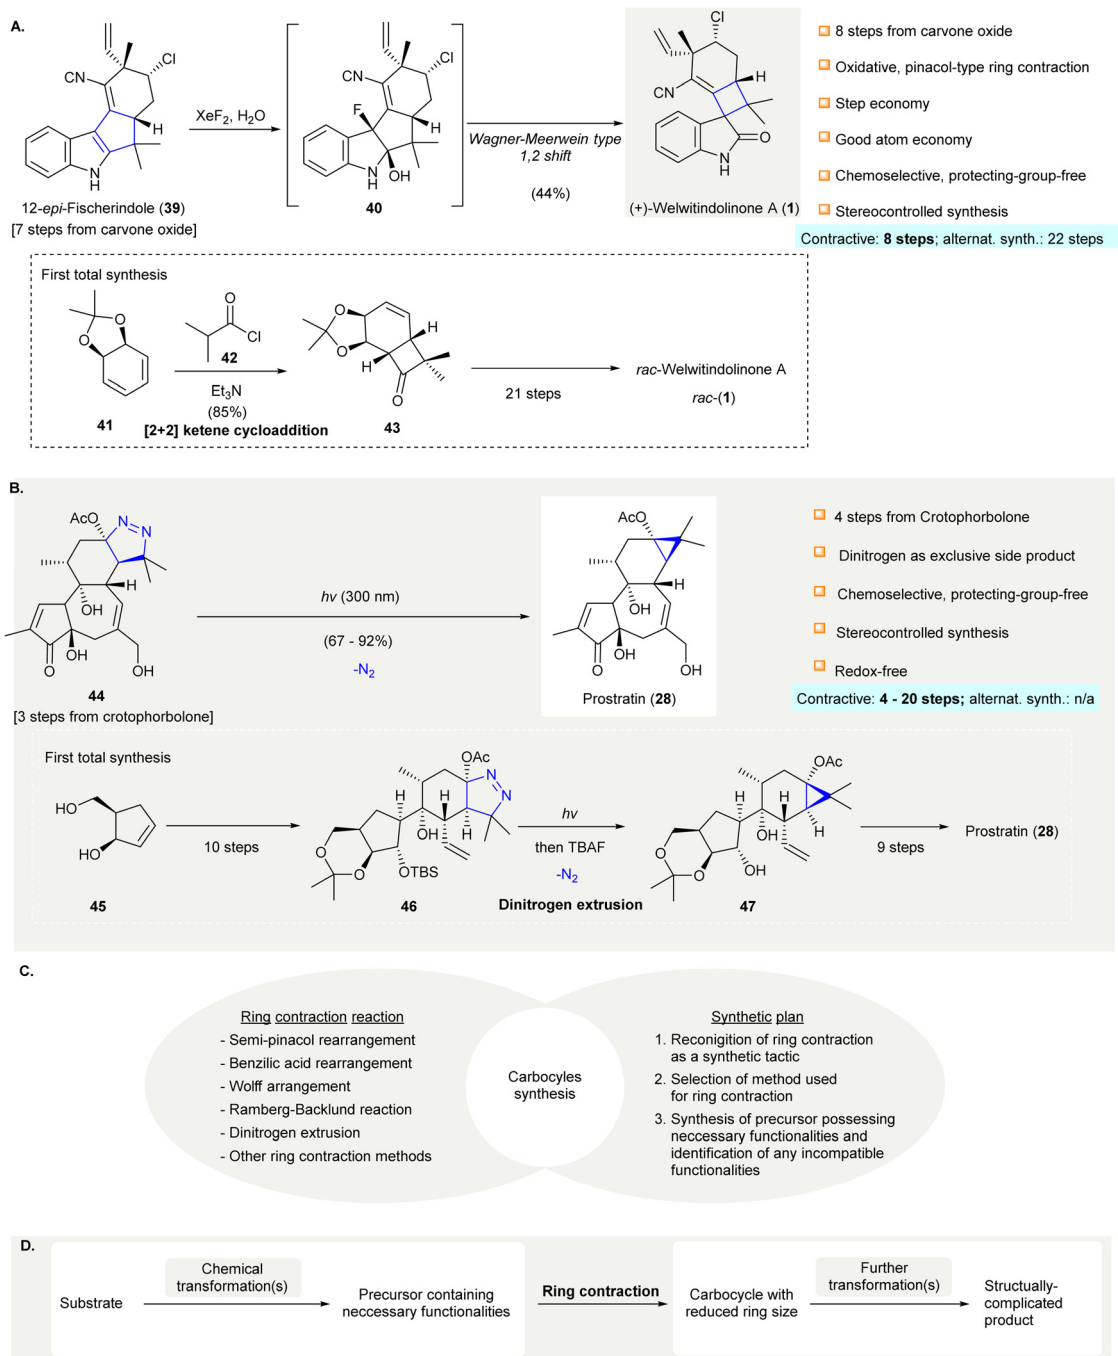 A.
CN
Cl
H
N
H
12-epi-Fischerindole (39)
[7 steps from carvone oxide]
XeF2, H2O
CN
Cl
F
H
N
H
OH
40
Wagner-Meerwein type
1,2 shift
(44%)
Cl
H
CN
O
N
H
(+)-Welwitindolinone A (1)
8 steps from carvone oxide
Oxidative, pinacol-type ring contraction
Step economy
Good atom economy
Chemoselective, protecting-group-free
Stereocontrolled synthesis
Contractive: 8 steps; alternat. synth.: 22 steps
First total synthesis
O
O
41
O
Cl
42
Et3N
(85%)
[2+2] ketene cycloaddition
O
O
H
H
O
43
21 steps
rac-Welwitindolinone A
rac-(1)
B.
AcO
N
N
H
OH
OH
O
OH
44
[3 steps from crotophorbolone]
hv (300 nm)
(67 - 92%)
-N2
AcO
H
OH
OH
O
OH
Prostratin (28)
4 steps from Crotophorbolone
Dinitrogen as exclusive side product
Chemoselective, protecting-group-free
Stereocontrolled synthesis
Redox-free
Contractive: 4 - 20 steps; alternat. synth.: n/a
First total synthesis
HO
HO
45
10 steps
OAc
N
N
H
H
OH
H
O
O
OTBS
46
hv
then TBAF
-N2
Dinitrogen extrusion
OAc
H
H
OH
H
O
O
OH
47
9 steps
Prostratin (28)
C.
Ring contraction reaction
- Semi-pinacol rearrangement
- Benzilic acid rearrangement
- Wolff arrangement
- Ramberg-Backlund reaction
- Dinitrogen extrusion
- Other ring contraction methods
Carbocyles
synthesis
Synthetic plan
1. Reconigition of ring contraction
as a synthetic tactic
2. Selection of method used
for ring contraction
3. Synthesis of precursor possessing
neccessary functionalities and
identification of any incompatible
functionalities
D.
Substrate
Chemical
transformation(s)
Precursor containing
neccessary functionalities
Ring contraction
Carbocycle with
reduced ring size
Further
transformation(s)
Structually-
complicated
product